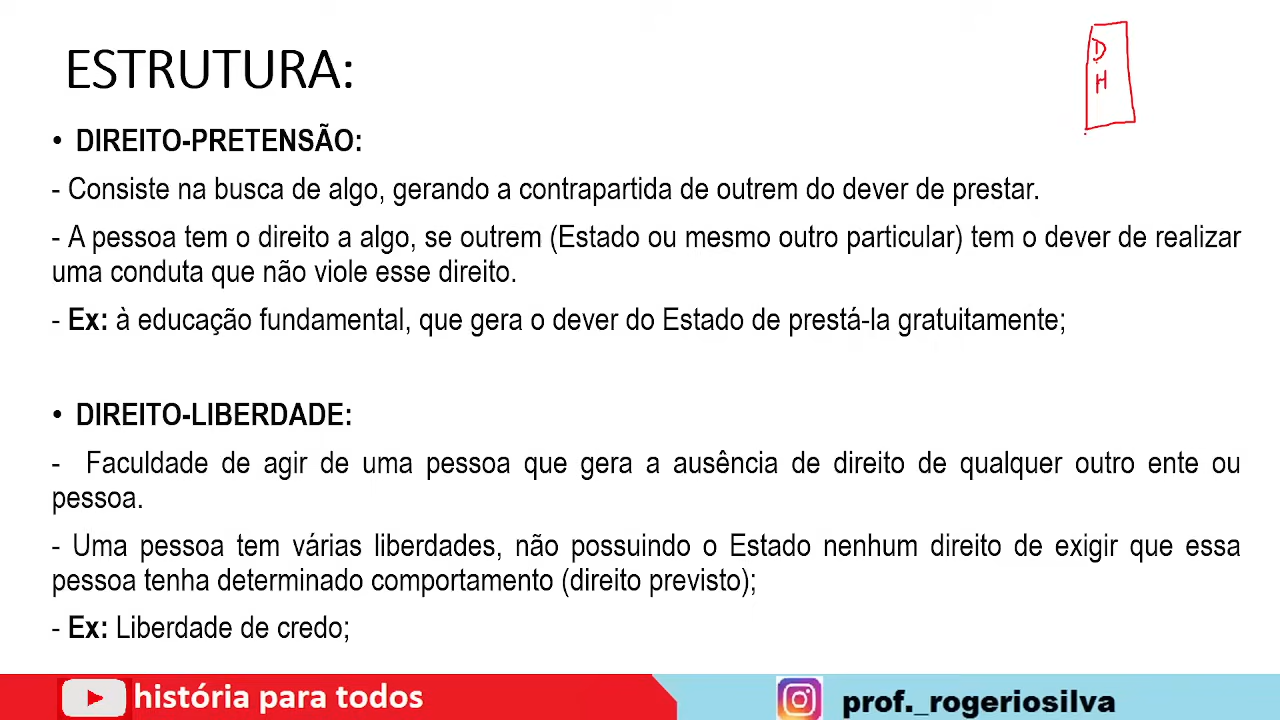 ESTRUTURA:
D
H
• DIREITO-PRETENSÃO:
- Consiste na busca de algo, gerando a contrapartida de outrem do dever de prestar.
- A pessoa tem o direito a algo, se outrem (Estado ou mesmo outro particular) tem o dever de realizar
uma conduta que não viole esse direito.
- Ex: à educação fundamental, que gera o dever do Estado de prestá-la gratuitamente;
• DIREITO-LIBERDADE:
- Faculdade de agir de uma pessoa que gera a ausência de direito de qualquer outro ente ou
pessoa.
- Uma pessoa tem várias liberdades, não possuindo o Estado nenhum direito de exigir que essa
pessoa tenha determinado comportamento (direito previsto);
- Ex: Liberdade de credo;
história para todos
prof._rogeriosilva